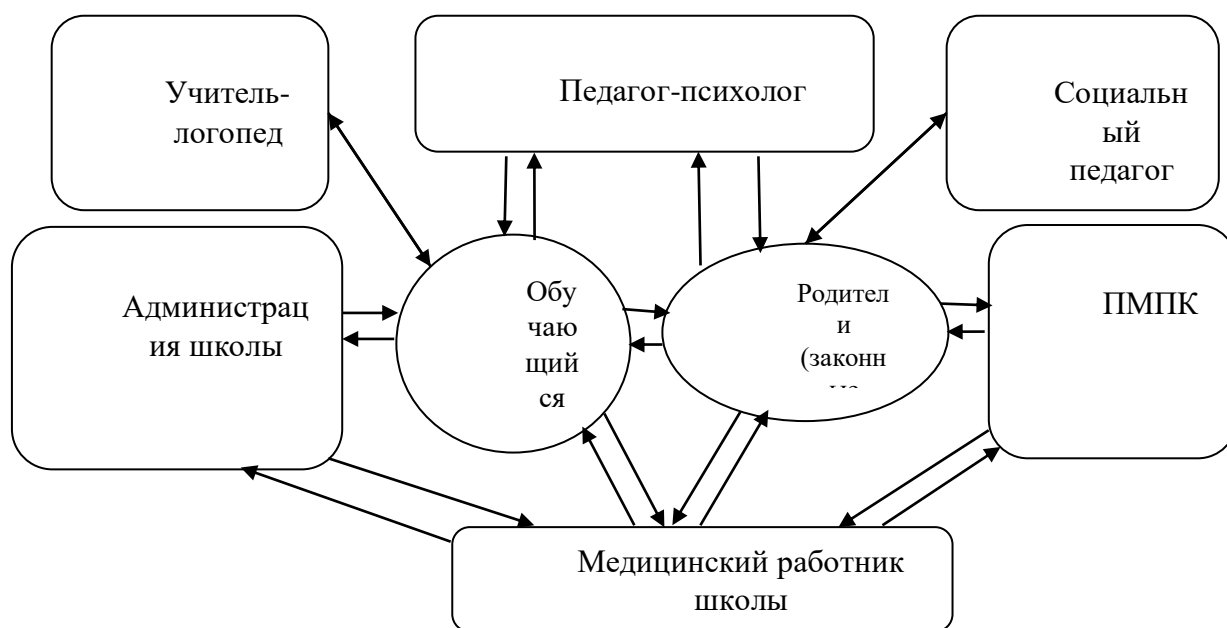 Учитель-
логопед
Педагог-психолог
Социальн
ый
педагог
Администрац
ия школы
Обу
чаю
щий
ся
Родител
и
(законн
ПМПК
Медицинский работник
школы